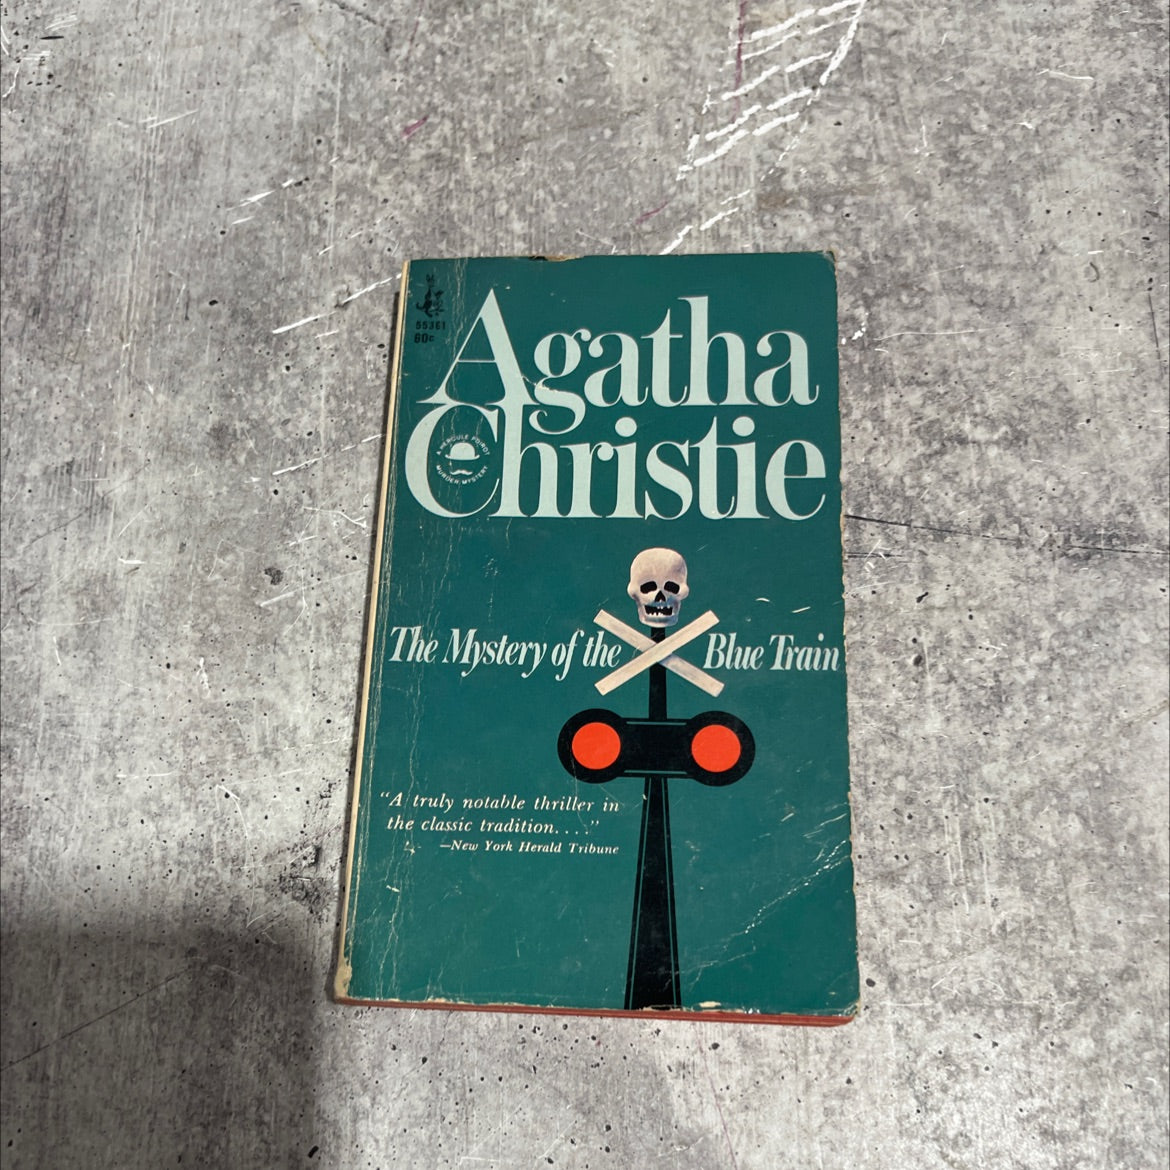 55361
60c
Agatha
Christie
A HERCULE POIROT
MURDER MYSTERY
The Mystery of the Blue Train
“A truly notable thriller in
the classic tradition....”
—New York Herald Tribune